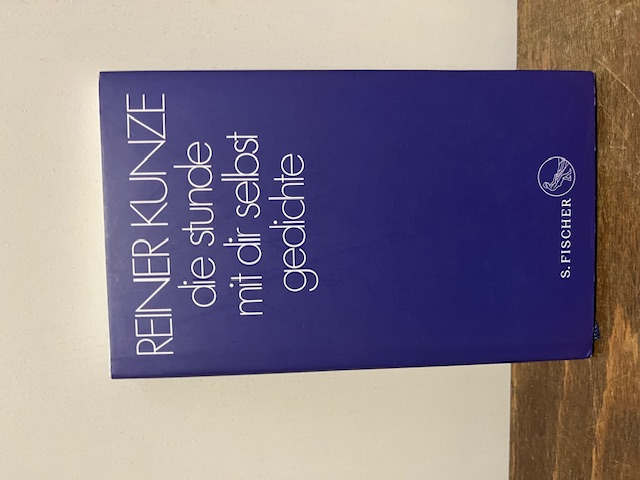 REINER KUNZE
die stunde
mit dir selbst
gedichte
S. FISCHER